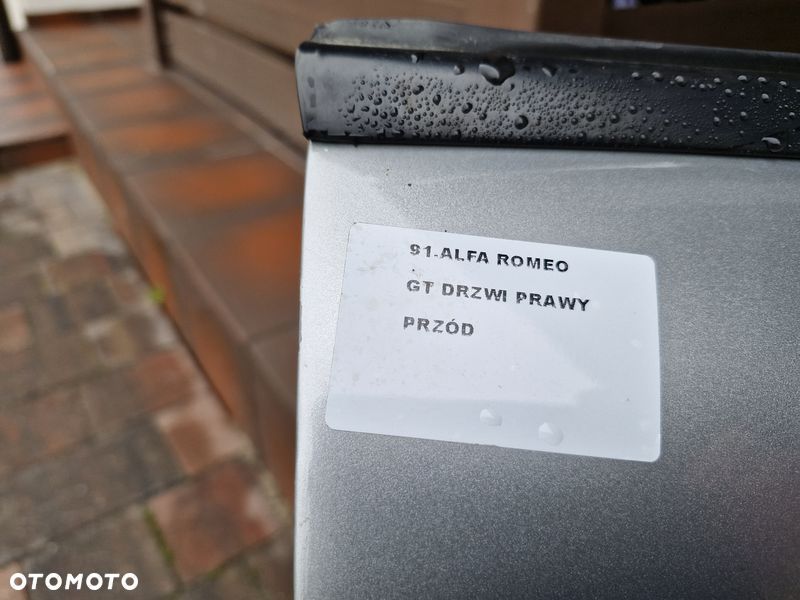 91.ALFA ROMEO
GT DRZWI PRAWY
PRZÓD
OTOMOTO